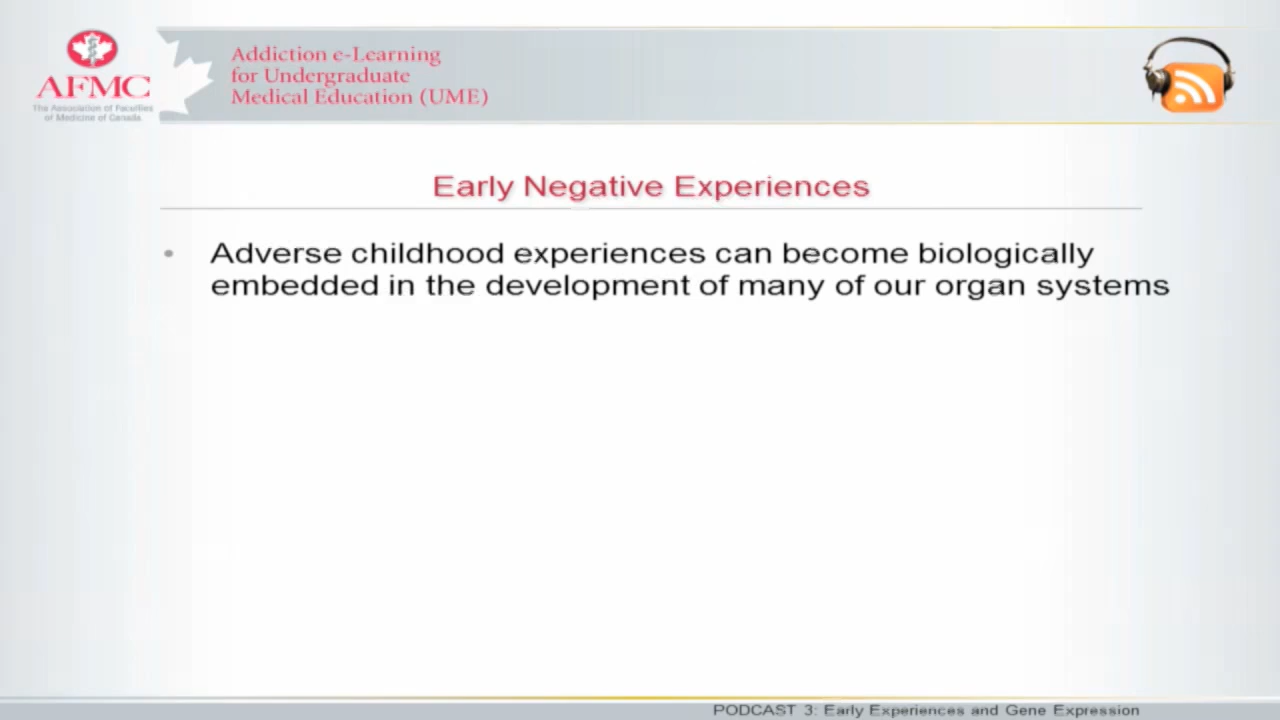 AFMC
The Association of Faculties
of Medicine of Canada
Addiction e-Learning
for Undergraduate
Medical Education (UME)
Early Negative Experiences
• Adverse childhood experiences can become biologically
embedded in the development of many of our organ systems
PODCAST 3: Early Experiences and Gene Expression